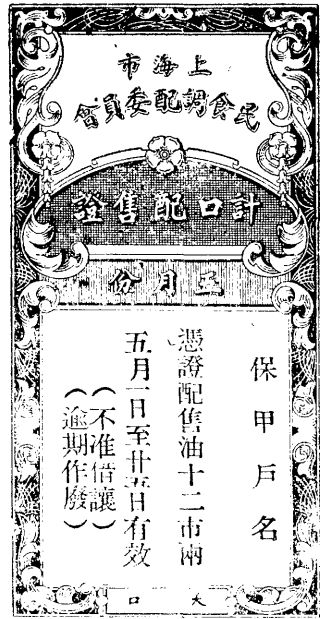 上海市
民食調配委員會
計口配售證
五月份
保甲戶名
憑證配售油十二市兩
五月一日至廿五日有效
（不准借讓）
（逾期作廢）
大口